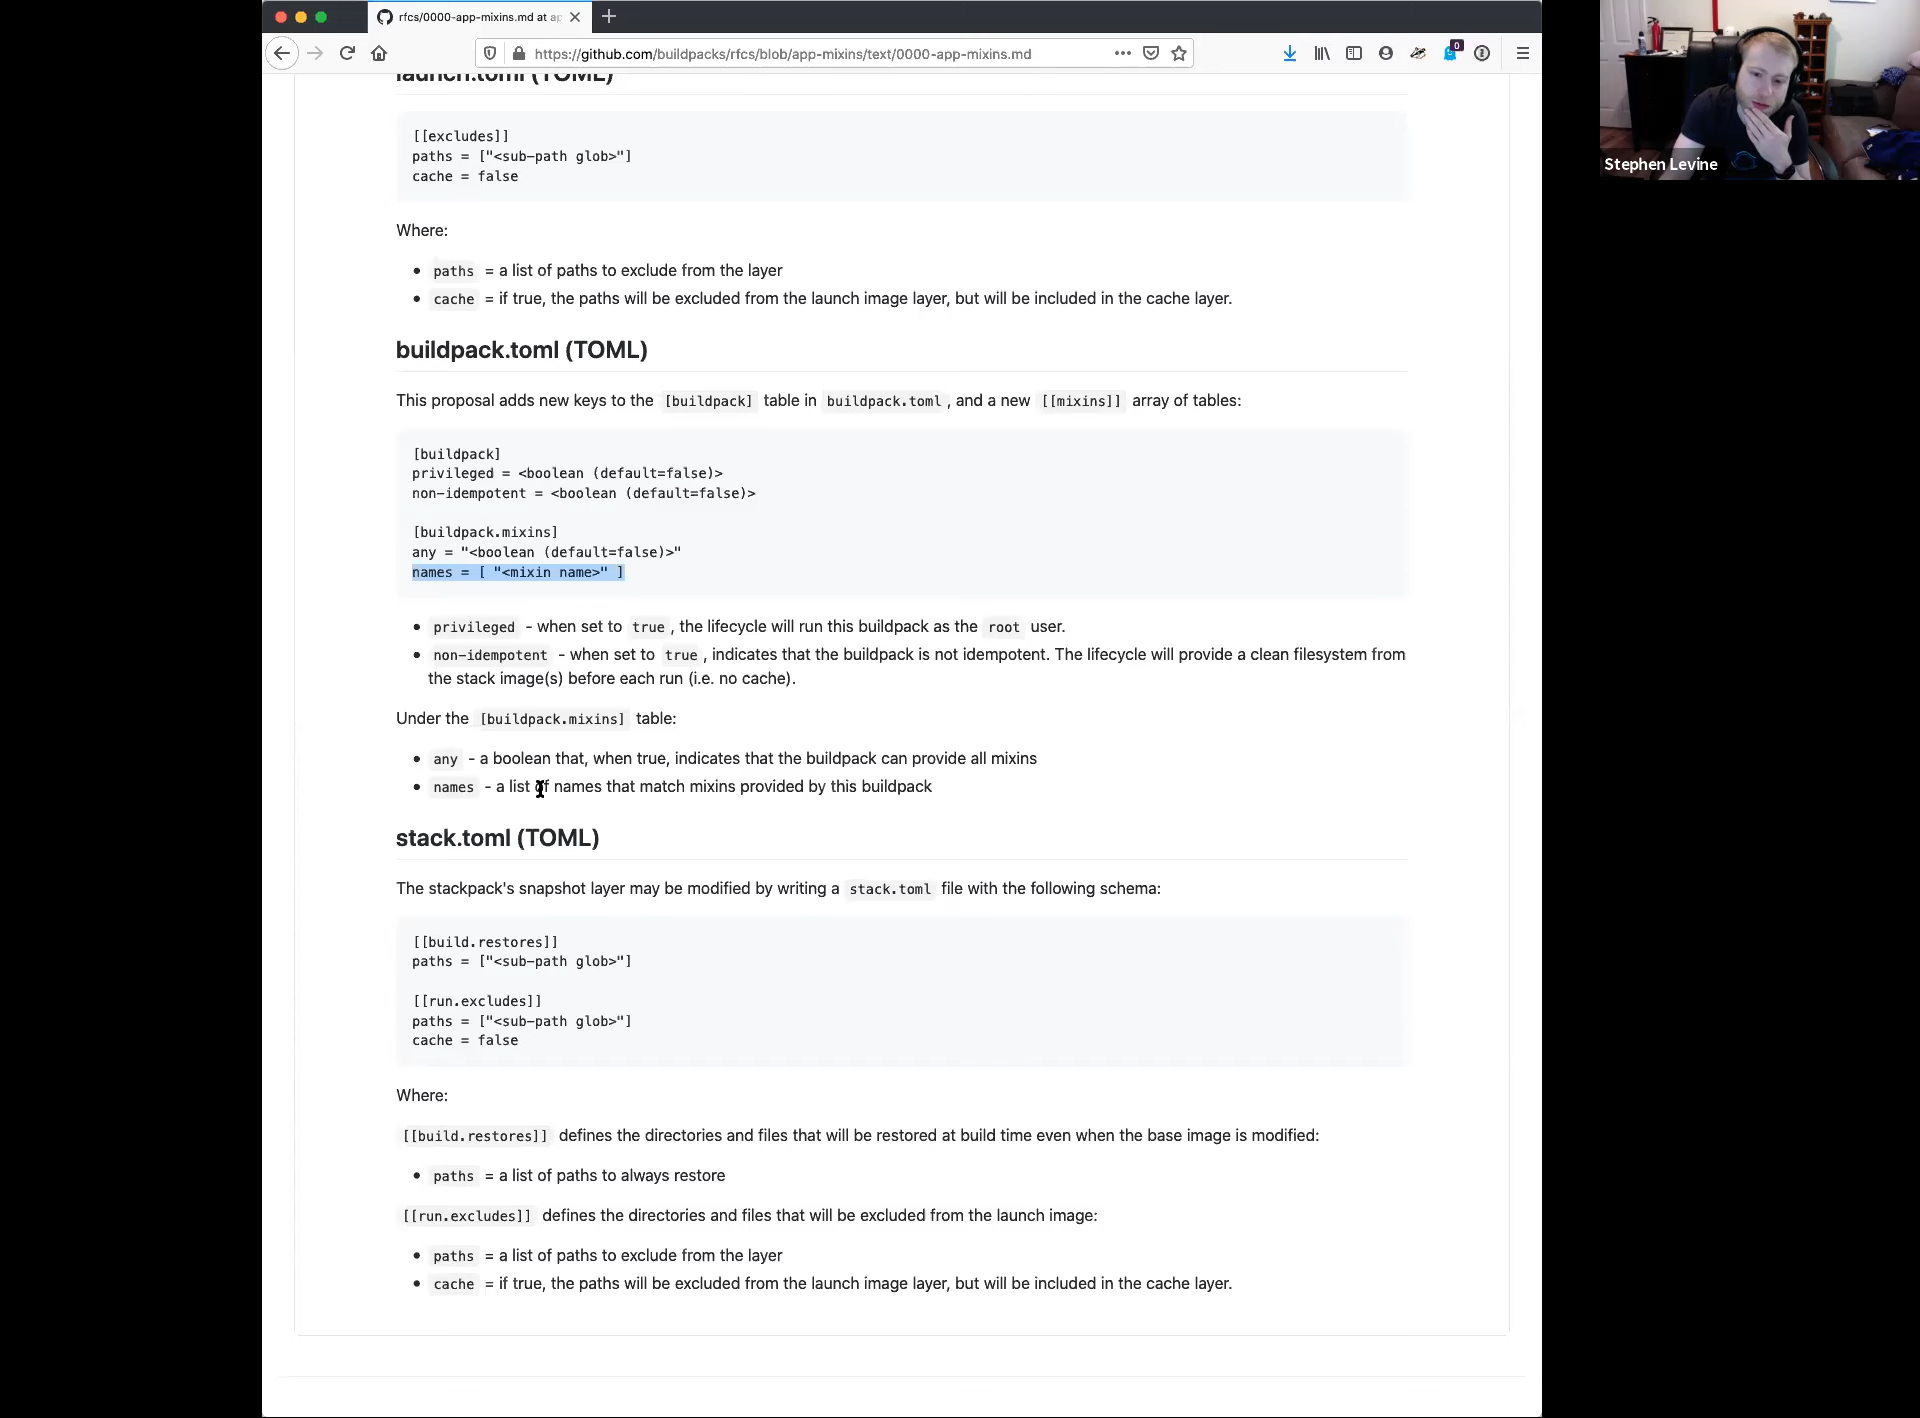 rfcs/0000-app-mixins.md at ap
https://github.com/buildpacks/rfcs/blob/app-mixins/text/0000-app-mixins.md
0
Stephen Levine
launch.toml (TOML)
[[excludes]]
paths = ["<sub-path glob>"]
cache = false
Where:
• paths = a list of paths to exclude from the layer
• cache = if true, the paths will be excluded from the launch image layer, but will be included in the cache layer.
buildpack.toml (TOML)
This proposal adds new keys to the [buildpack] table in buildpack.toml, and a new [[mixins]] array of tables:
[buildpack]
privileged = <boolean (default=false)>
non-idempotent = <boolean (default=false)>
[buildpack.mixins]
any = "<boolean (default=false)>"
names = [ "<mixin name>" ]
• privileged - when set to true, the lifecycle will run this buildpack as the root user.
• non-idempotent - when set to true, indicates that the buildpack is not idempotent. The lifecycle will provide a clean filesystem from
the stack image(s) before each run (i.e. no cache).
Under the [buildpack.mixins] table:
• any - a boolean that, when true, indicates that the buildpack can provide all mixins
• names - a list of names that match mixins provided by this buildpack
stack.toml (TOML)
The stackpack's snapshot layer may be modified by writing a stack.toml file with the following schema:
[[build.restores]]
paths = ["<sub-path glob>"]
[[run.excludes]]
paths = ["<sub-path glob>"]
cache = false
Where:
[[build.restores]] defines the directories and files that will be restored at build time even when the base image is modified:
• paths = a list of paths to always restore
[[run.excludes]] defines the directories and files that will be excluded from the launch image:
• paths = a list of paths to exclude from the layer
• cache = if true, the paths will be excluded from the launch image layer, but will be included in the cache layer.